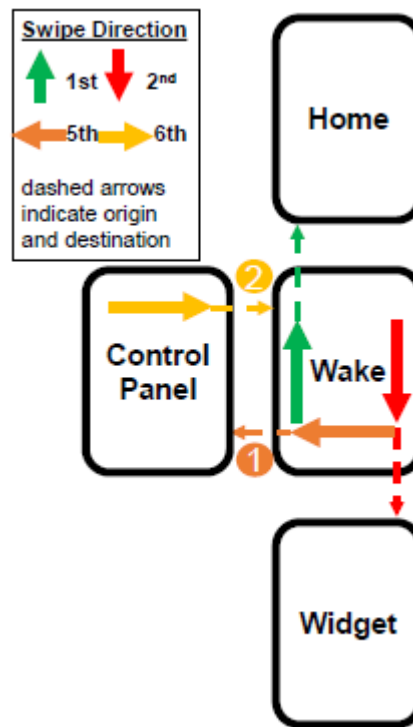 Swipe Direction
1st 2nd
5th 6th
dashed arrows
indicate origin
and destination
Home
2
Control
Panel
Wake
1
Widget